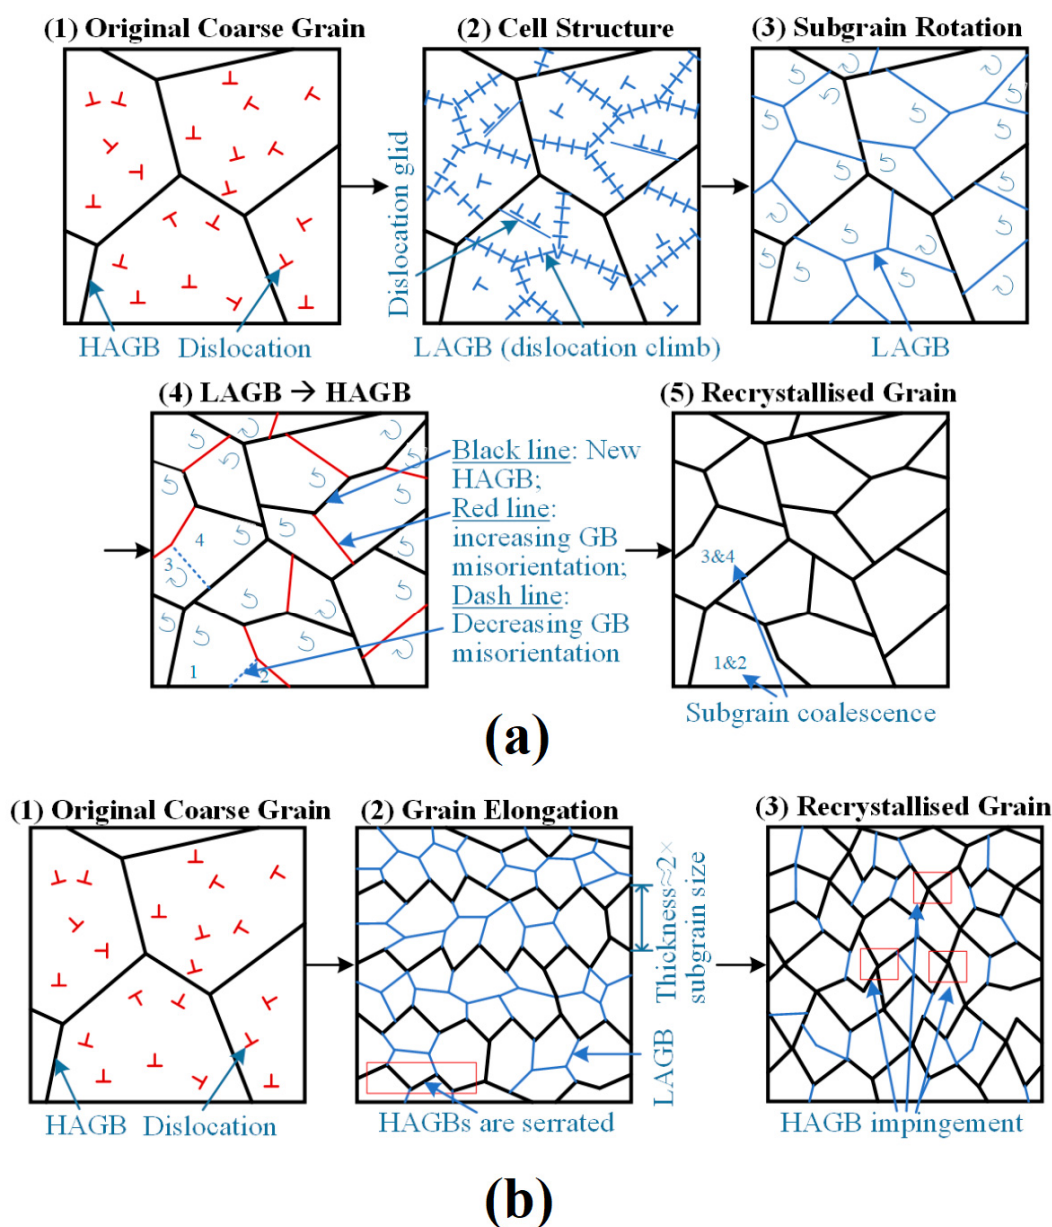 (1) Original Coarse Grain
(2) Cell Structure
(3) Subgrain Rotation
Dislocation glid
HAGB
Dislocation
LAGB (dislocation climb)
LAGB
(4) LAGB → HAGB
(5) Recrystallised Grain
4
3
1
2
Black line: New
HAGB;
Red line:
increasing GB
misorientation;
Dash line:
Decreasing GB
misorientation
3&4
1&2
Subgrain coalescence
(a)
(1) Original Coarse Grain
(2) Grain Elongation
(3) Recrystallised Grain
Thickness≈2×
subgrain size
LAGB
HAGB
Dislocation
HAGBs are serrated
HAGB impingement
(b)